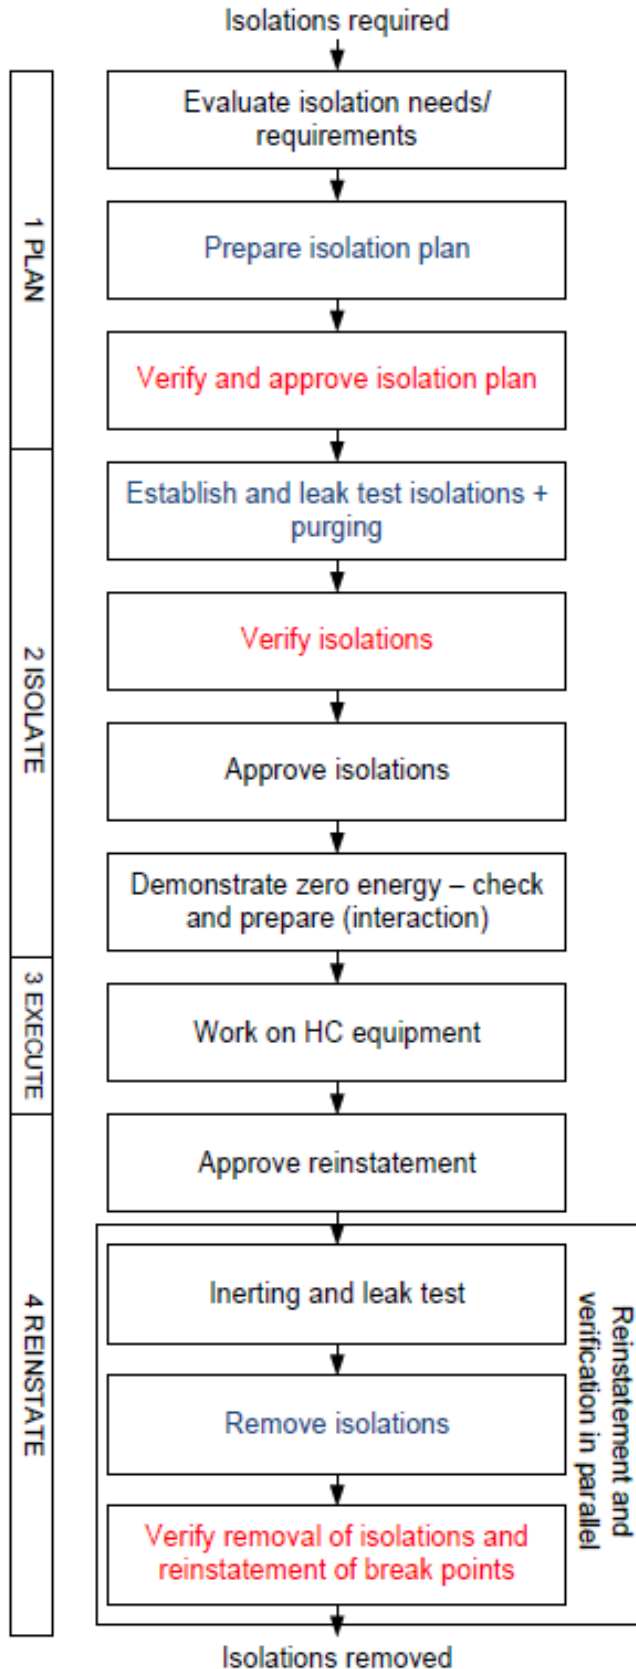 Isolations required
1 PLAN
Evaluate isolation needs/
requirements
Prepare isolation plan
Verify and approve isolation plan
2 ISOLATE
Establish and leak test isolations +
purging
Verify isolations
Approve isolations
Demonstrate zero energy – check
and prepare (interaction)
3 EXECUTE
Work on HC equipment
4 REINSTATE
Approve reinstatement
Reinstatement and
verification in parallel
Inerting and leak test
Remove isolations
Verify removal of isolations and
reinstatement of break points
Isolations removed